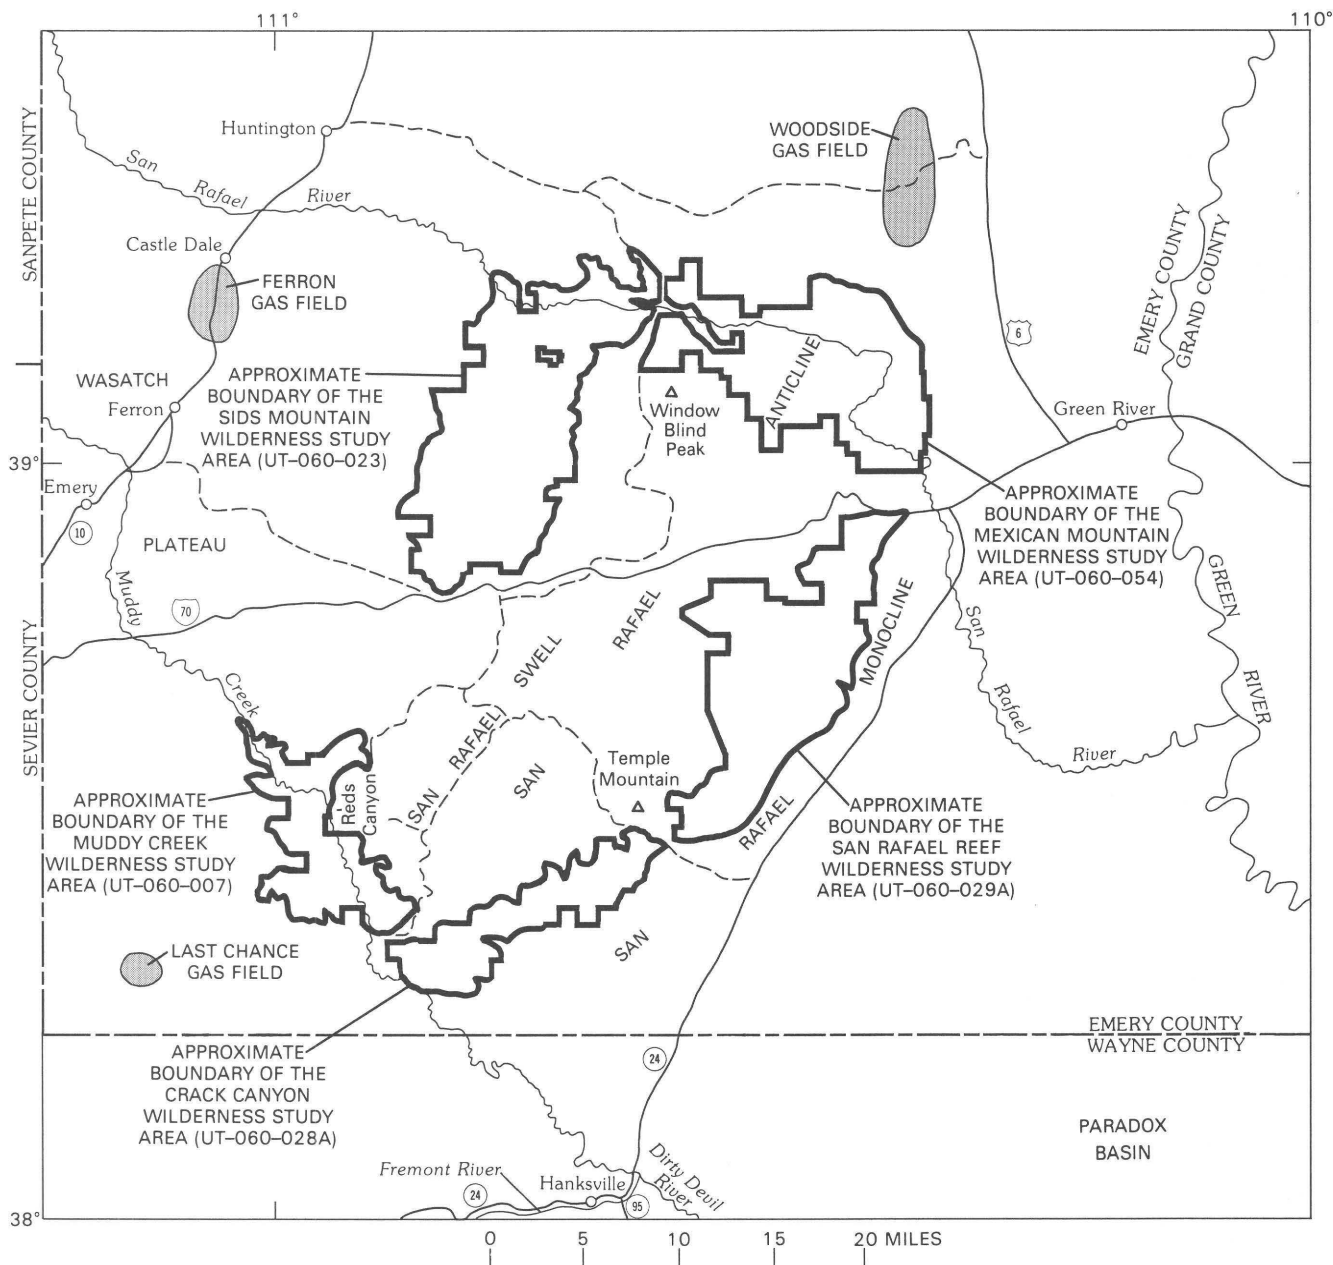 111°
110°
SANPETE COUNTY
Huntington
WOODSIDE
GAS FIELD
San
Rafael
River
Castle Dale
FERRON
GAS FIELD
EMERY COUNTY
GRAND COUNTY
6
WASATCH
Ferron
APPROXIMATE
BOUNDARY OF THE
SIDS MOUNTAIN
WILDERNESS STUDY
AREA (UT–060–023)
ANTICLINE
Window
Blind
Peak
Green River
39°
Emery
10
PLATEAU
APPROXIMATE
BOUNDARY OF THE
MEXICAN MOUNTAIN
WILDERNESS STUDY
AREA (UT–060–054)
Muddy
70
GREEN
RIVER
SEVIER COUNTY
Creek
SWELL
RAFAEL
MONOCLINE
San
Rafael
River
RAFAEL
SAN
SAN
Reds
Canyon
Temple
Mountain
RAFAEL
SAN
APPROXIMATE
BOUNDARY OF THE
MUDDY CREEK
WILDERNESS STUDY
AREA (UT–060–007)
APPROXIMATE
BOUNDARY OF THE
SAN RAFAEL REEF
WILDERNESS STUDY
AREA (UT–060–029A)
LAST CHANCE
GAS FIELD
EMERY COUNTY
WAYNE COUNTY
APPROXIMATE
BOUNDARY OF THE
CRACK CANYON
WILDERNESS STUDY
AREA (UT–060–028A)
24
PARADOX
BASIN
Fremont River
24
Hanksville
95
Dirty Devil
River
38°
0 5 10 15 20 MILES